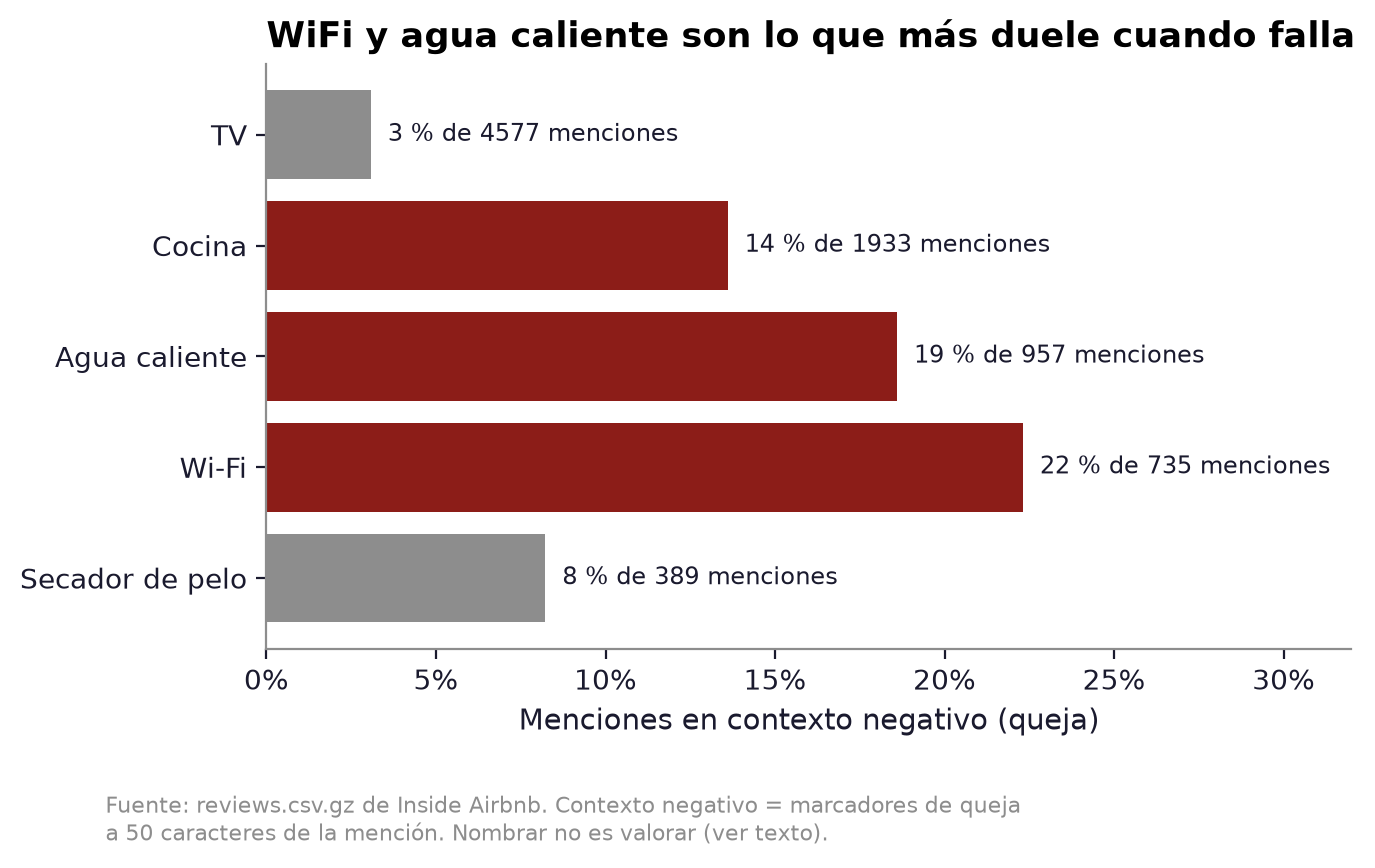 WiFi y agua caliente son lo que más duele cuando falla
TV
3 % de 4577 menciones
Cocina
14 % de 1933 menciones
Agua caliente
19 % de 957 menciones
Wi-Fi
22 % de 735 menciones
Secador de pelo
8 % de 389 menciones
0% 5% 10% 15% 20% 25% 30%
Menciones en contexto negativo (queja)
Fuente: reviews.csv.gz de Inside Airbnb. Contexto negativo = marcadores de queja
a 50 caracteres de la mención. Nombrar no es valorar (ver texto).